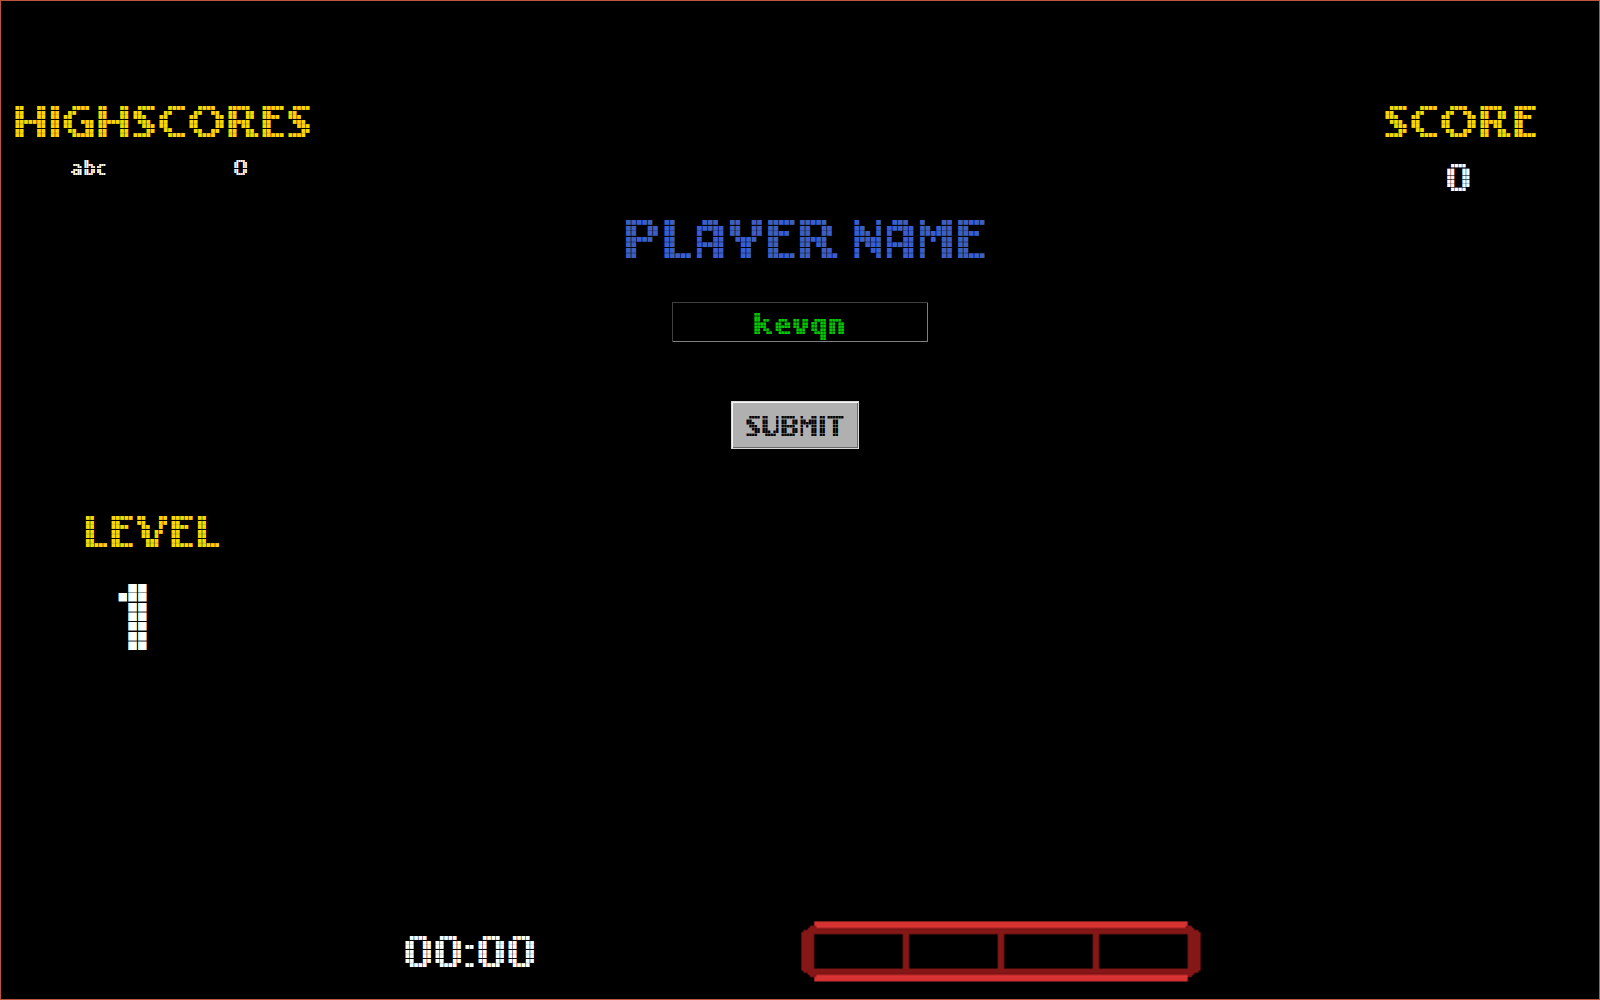 HIGHSCORES
abc 0
SCORE
0
PLAYER NAME
kevqn
SUBMIT
LEVEL
1
00:00